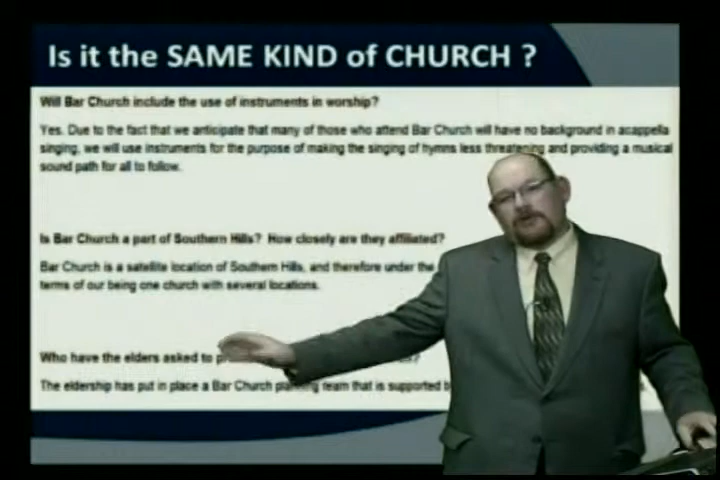 Is it the SAME KIND of CHURCH ?
Will Bar Church include the use of instruments in worship?
Yes. Due to the fact that we anticipate that many of those who attend Bar Church will have no background in acappella
singing, we will use instruments for the purpose of making the singing of hymns less threatening and providing a musical
sound path for all to follow.
Is Bar Church a part of Southern Hills? How closely are they affiliated?
Bar Church is a satellite location of Southern Hills, and therefore under the
terms of our being one church with several locations.
Who have the elders asked to
The eldership has put in place a Bar Church planting team that is supported